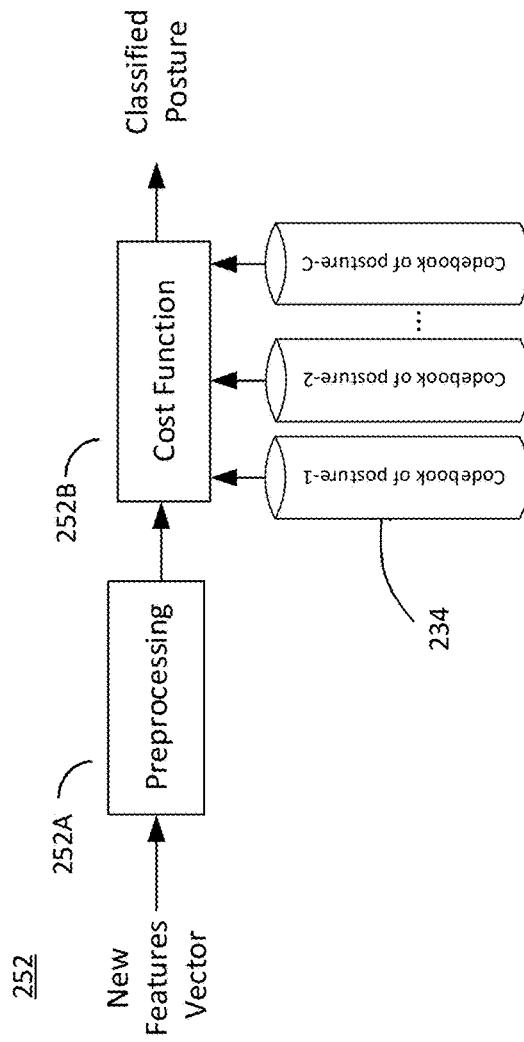 252
New
Features
Vector
252A
Preprocessing
252B
Cost Function
Classified
Posture
Codebook of posture-1
Codebook of posture-2
...
Codebook of posture-C
234